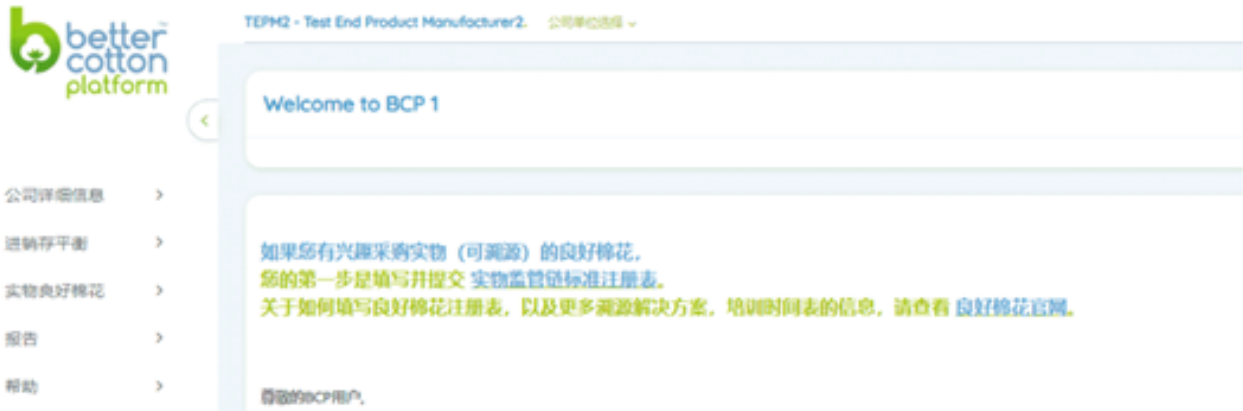 better
cotton
platform
TEPM2 - Test End Product Manufacturer2. 公司单位选择
Welcome to BCP 1
公司详细信息
进销存平衡
实物良好棉花
报告
帮助
如果您有兴趣采购实物（可溯源）的良好棉花，
您的第一步是填写并提交 实物监管链标准注册表。
关于如何填写良好棉花注册表，以及更多溯源解决方案，培训时间表的信息，请查看 良好棉花官网。
尊敬的BCP用户，